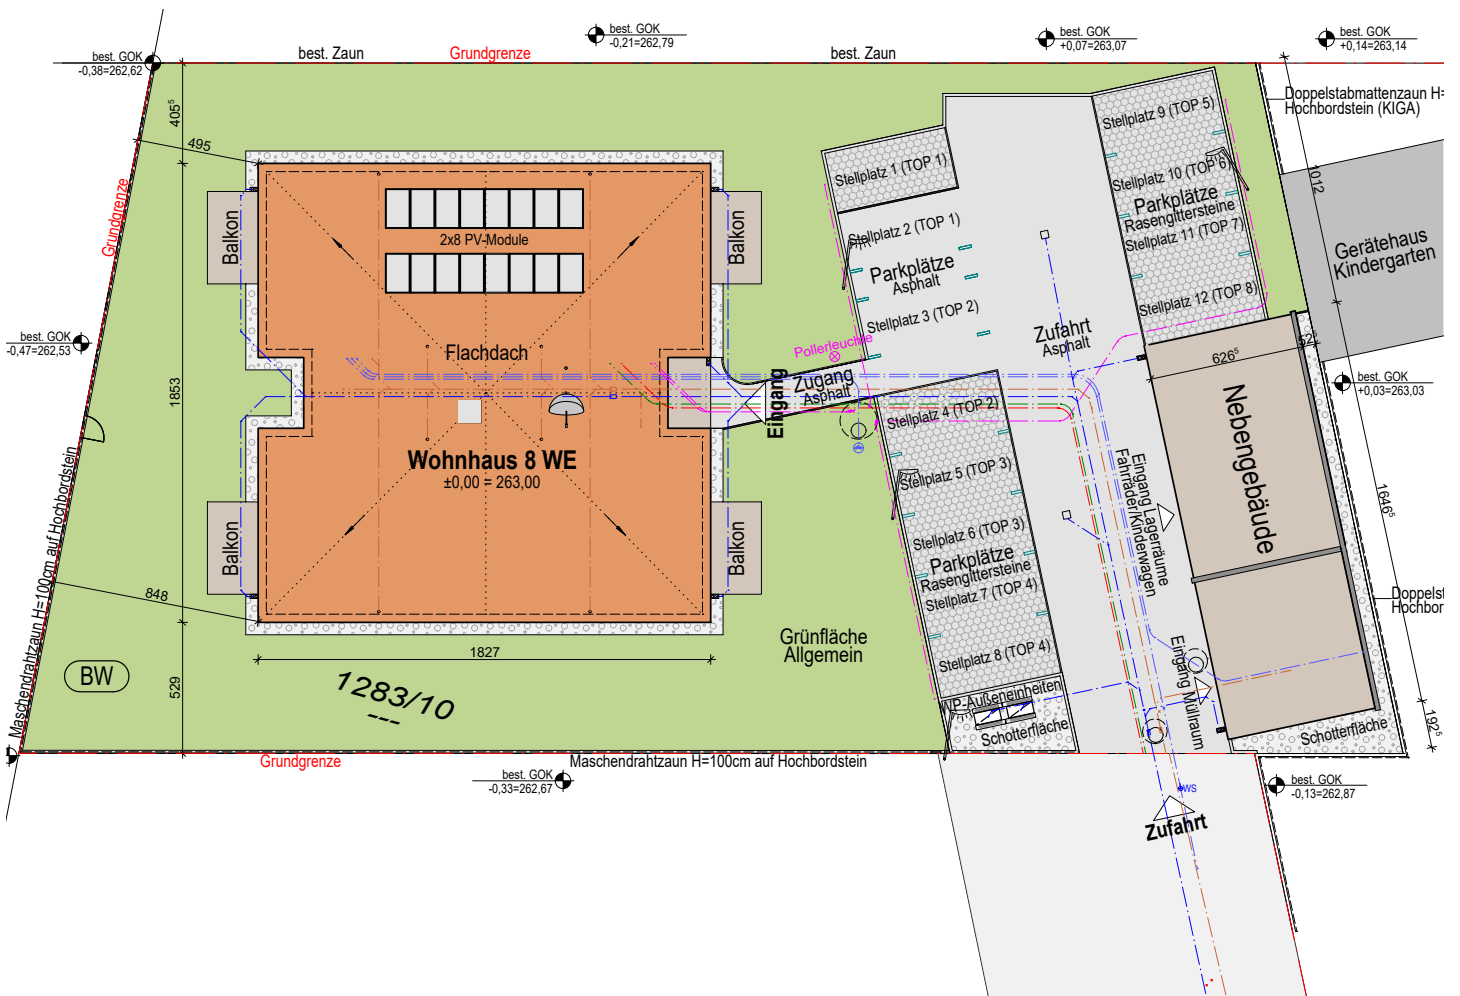 best. GOK
-0,21=262,79
best. GOK
+0,07=263,07
best. GOK
+0,14=263,14
best. GOK
-0,38=262,62
best. Zaun
Grundgrenze
best. Zaun
Doppelstabmattenzaun H=
Hochbordstein (KIGA)
405⁵
495
Grundgrenze
Balkon
2x8 PV-Module
Balkon
Stellplatz 1 (TOP 1)
Stellplatz 2 (TOP 1)
Parkplätze
Asphalt
Stellplatz 3 (TOP 2)
Stellplatz 9 (TOP 5)
Stellplatz 10 (TOP 6)
Parkplätze
Rasengittersteine
Stellplatz 11 (TOP 7)
Stellplatz 12 (TOP 8)
1012
Gerätehaus
Kindergarten
best. GOK
-0,47=262,53
Flachdach
Pollerleuchte
Zufahrt
Asphalt
626⁵
52⁵
best. GOK
+0,03=263,03
1853
Eingang
Zugang
Asphalt
Stellplatz 4 (TOP 2)
Nebengebäude
Wohnhaus 8 WE
±0,00 = 263,00
Stellplatz 5 (TOP 3)
Eingang Lagerräume
Fahrräder/Kinderwagen
1646⁵
Maschendrahtzaun H=100cm auf Hochbordstein
Balkon
Balkon
Stellplatz 6 (TOP 3)
Parkplätze
Rasengittersteine
Stellplatz 7 (TOP 4)
848
Doppelst
Hochbor
Grünfläche
Allgemein
Stellplatz 8 (TOP 4)
Eingang Müllraum
1827
BW
529
1283/10
P-Außeneinheiten
Schotterfläche
Schotterfläche
192⁵
Grundgrenze
Maschendrahtzaun H=100cm auf Hochbordstein
best. GOK
-0,33=262,67
best. GOK
-0,13=262,87
WS
Zufahrt